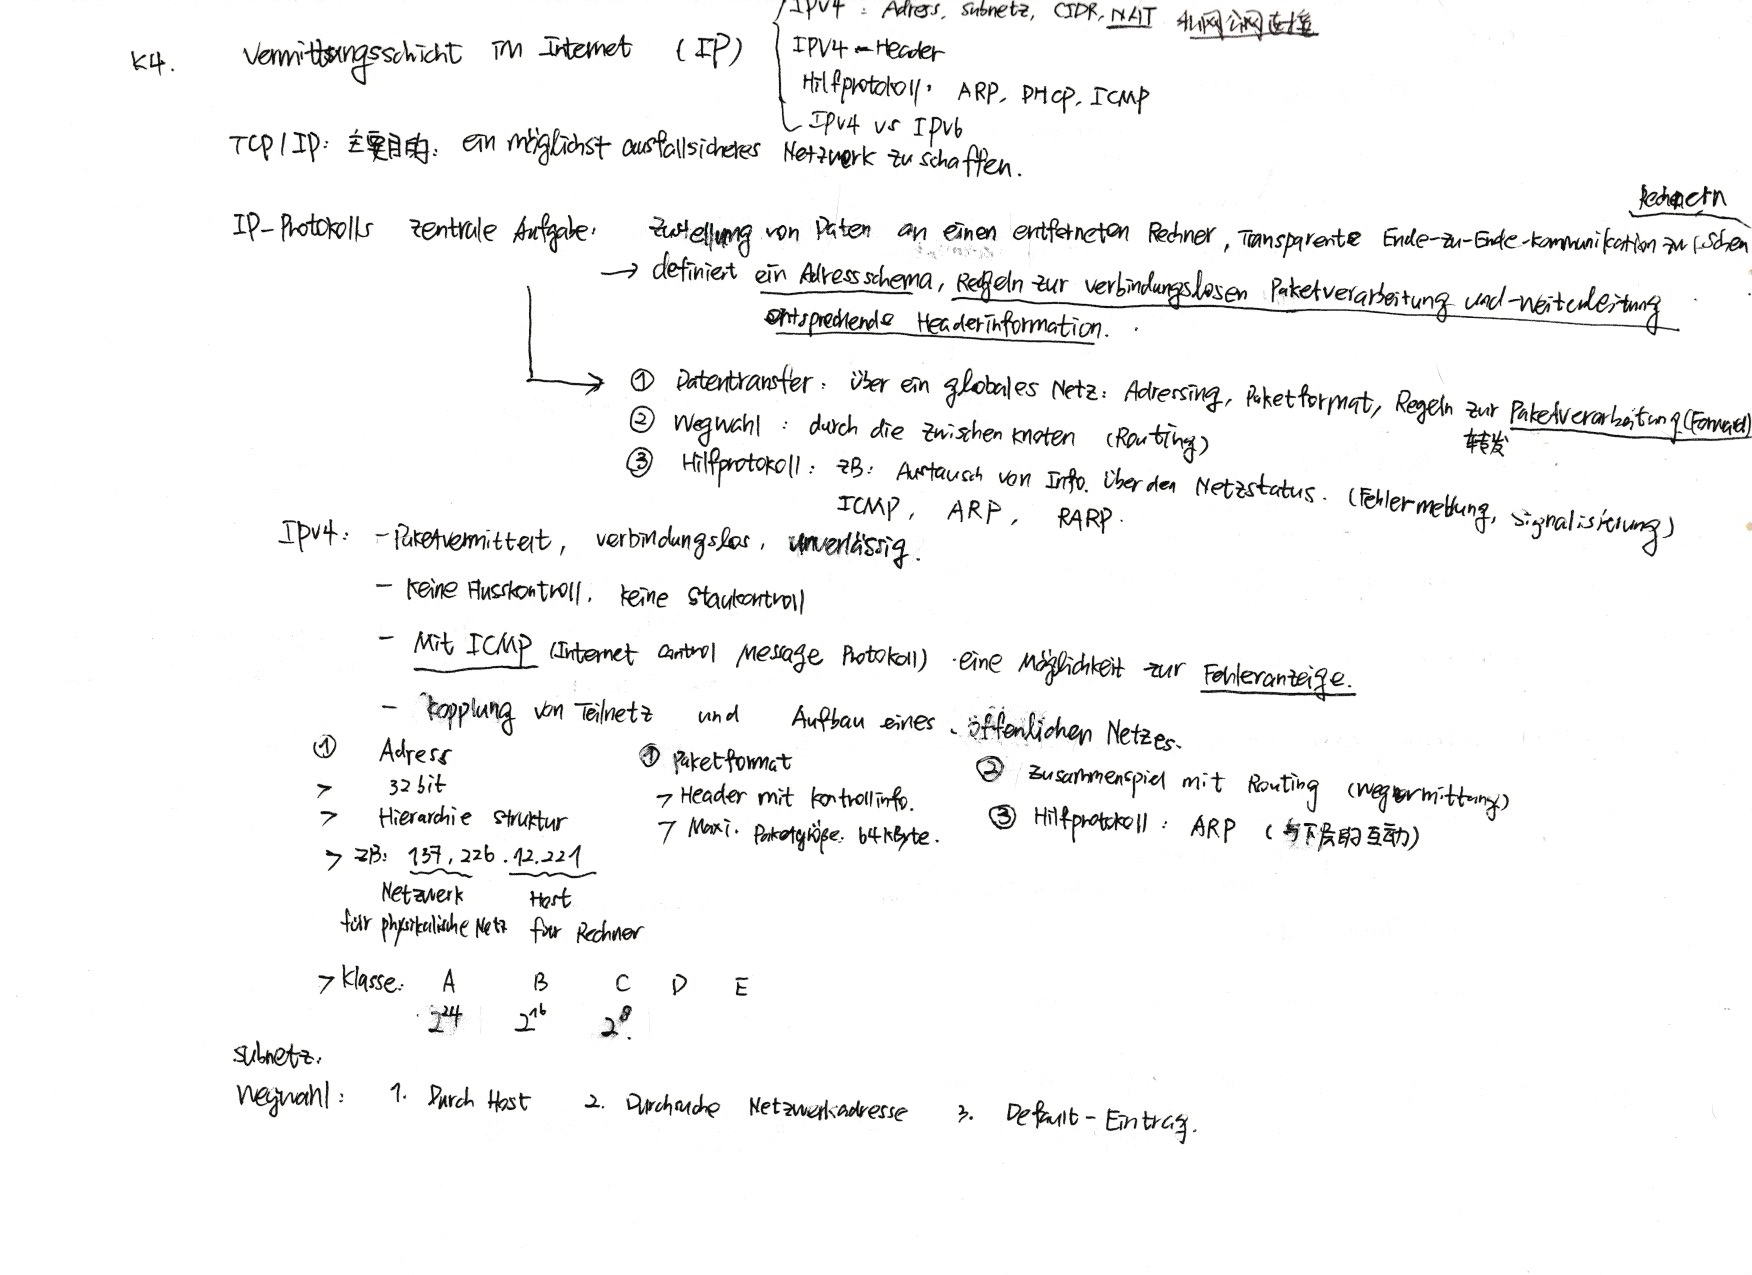 IPV4 : Adress, subnetz, CIDR, NAT 私网公网连接
K4. Vermittsungsschicht im Internet (IP)
IPV4 - Header
Hilfprotokoll: ARP, DHCP, ICMP
IPv4 vs IPv6
TCP/IP: 主要目的: ein möglichst ausfallsicheres Netzwerk zu schaffen.
Rechnern
IP-Protokolls zentrale Aufgabe: Zustellung von Daten an einen entfernten Rechner, Transparente Ende-zu-Ende-Kommunikation zwischen
→ definiert ein Adressschema, Regeln zur verbindungslosen Paketverarbeitung und -weiterleitung
entsprechende Headerinformation.
① Datentransfer: über ein globales Netz: Adressing, Paketformat, Regeln zur Paketverarbeitung (Forward)
转发
② Wegwahl : durch die Zwischenknoten (Routing)
③ Hilfprotokoll: ZB: Austausch von Info. über den Netzstatus. (Fehlermeldung, Signalisierung)
ICMP, ARP, RARP.
IPv4: - Paketvermittelt, verbindungslos, unverlässig.
- keine Flusskontroll, keine Staukontroll
- Mit ICMP (Internet control Message Protokoll) eine Möglichkeit zur Fehleranzeige.
- kopplung von Teilnetz und Aufbau eines öffenlichen Netzes.
① Adress
> 32 bit
> Hierarchie struktur
> ZB: 137.226.12.221
Netzwerk Host
für physikalische Netz für Rechner
> Klasse: A B C D E
2^24 2^16 2^8.
① Paketformat
> Header mit kontrollinfo.
> Maxi. Paketgröße: 64 kByte.
② Zusammenspiel mit Routing (Wegvermittung)
③ Hilfprotokoll: ARP (与下层的互动)
Subnetz:
Wegwahl: 1. Durch Host 2. Durchsuche Netzwerkadresse 3. Default-Eintrag.